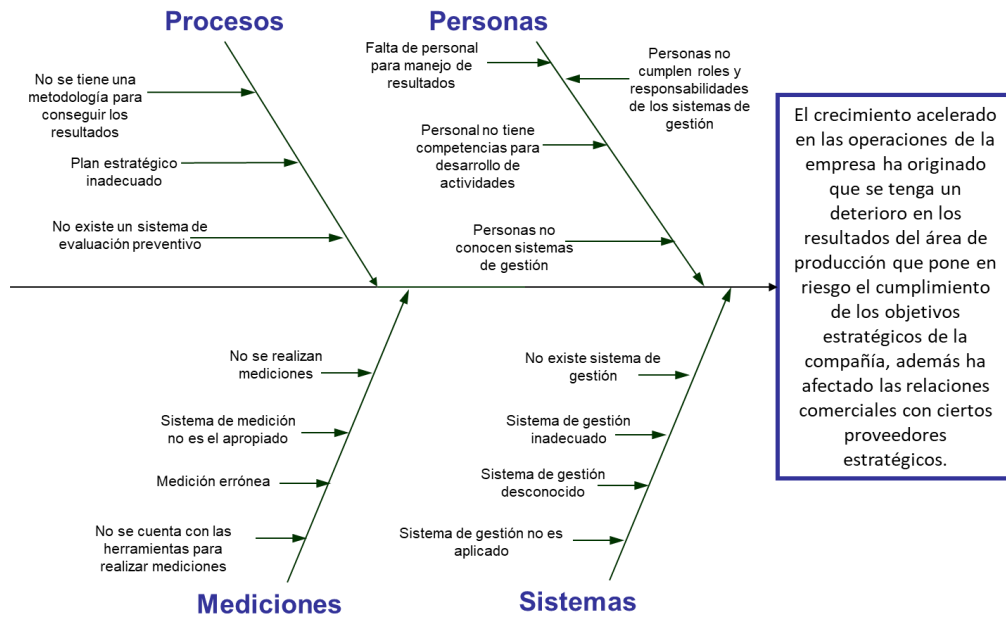 Procesos
No se tiene una
metodología para
conseguir los
resultados
Plan estratégico
inadecuado
No existe un sistema de
evaluación preventivo
Personas
Falta de personal
para manejo de
resultados
Personas no
cumplen roles y
responsabilidades
de los sistemas de
gestión
Personal no tiene
competencias para
desarrollo de
actividades
Personas no
conocen sistemas
de gestión
El crecimiento acelerado
en las operaciones de la
empresa ha originado
que se tenga un
deterioro en los
resultados del área de
producción que pone en
riesgo el cumplimiento
de los objetivos
estratégicos de la
compañía, además ha
afectado las relaciones
comerciales con ciertos
proveedores
estratégicos.
No se realizan
mediciones
Sistema de medición
no es el apropiado
Medición errónea
No se cuenta con las
herramientas para
realizar mediciones
Mediciones
No existe sistema de
gestión
Sistema de gestión
inadecuado
Sistema de gestión
desconocido
Sistema de gestión no es
aplicado
Sistemas